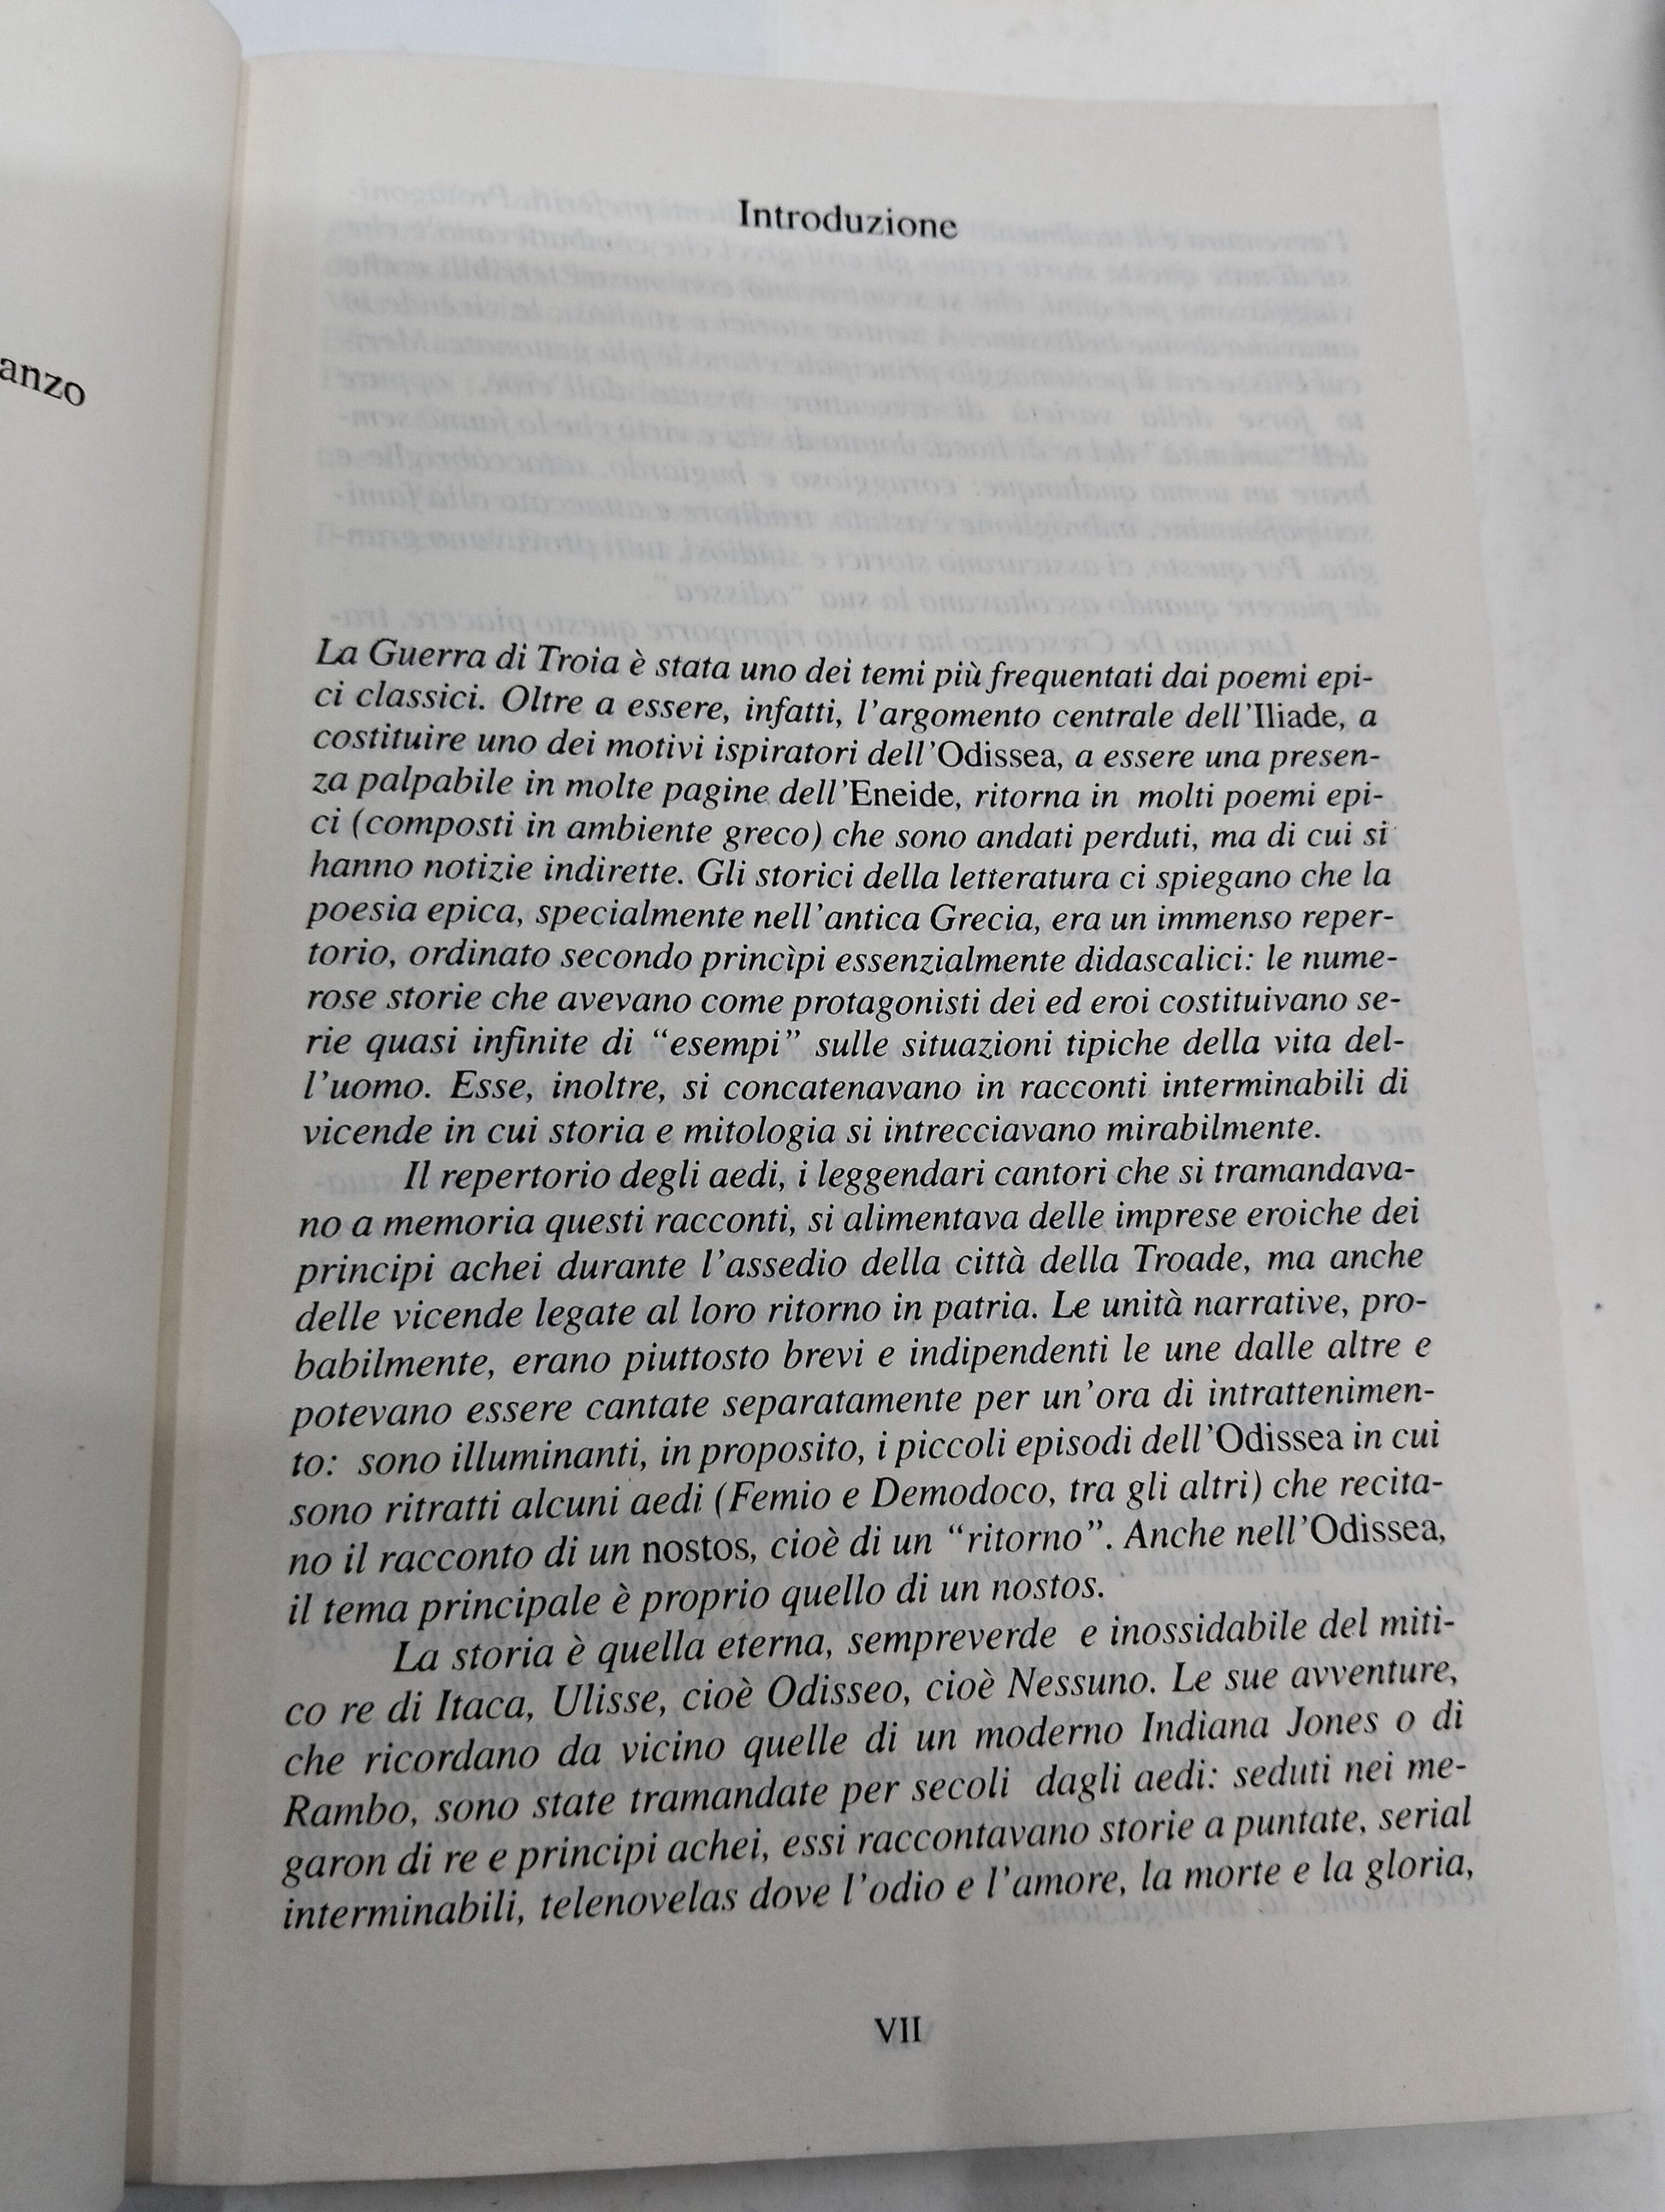 anzo
Introduzione
La Guerra di Troia è stata uno dei temi più frequentati dai poemi epi-
ci classici. Oltre a essere, infatti, l'argomento centrale dell'Iliade, a
costituire uno dei motivi ispiratori dell'Odissea, a essere una presen-
za palpabile in molte pagine dell'Eneide, ritorna in molti poemi epi-
ci (composti in ambiente greco) che sono andati perduti, ma di cui si
hanno notizie indirette. Gli storici della letteratura ci spiegano che la
poesia epica, specialmente nell'antica Grecia, era un immenso reper-
torio, ordinato secondo princìpi essenzialmente didascalici: le nume-
rose storie che avevano come protagonisti dei ed eroi costituivano se-
rie quasi infinite di “esempi” sulle situazioni tipiche della vita del-
l'uomo. Esse, inoltre, si concatenavano in racconti interminabili di
vicende in cui storia e mitologia si intrecciavano mirabilmente.
Il repertorio degli aedi, i leggendari cantori che si tramandava-
no a memoria questi racconti, si alimentava delle imprese eroiche dei
principi achei durante l'assedio della città della Troade, ma anche
delle vicende legate al loro ritorno in patria. Le unità narrative, pro-
babilmente, erano piuttosto brevi e indipendenti le une dalle altre e
potevano essere cantate separatamente per un'ora di intrattenimen-
to: sono illuminanti, in proposito, i piccoli episodi dell'Odissea in cui
sono ritratti alcuni aedi (Femio e Demodoco, tra gli altri) che recita-
no il racconto di un nostos, cioè di un “ritorno”. Anche nell'Odissea,
il tema principale è proprio quello di un nostos.
La storia è quella eterna, sempreverde e inossidabile del miti-
co re di Itaca, Ulisse, cioè Odisseo, cioè Nessuno. Le sue avventure,
che ricordano da vicino quelle di un moderno Indiana Jones o di
Rambo, sono state tramandate per secoli dagli aedi: seduti nei me-
garon di re e principi achei, essi raccontavano storie a puntate, serial
interminabili, telenovelas dove l'odio e l'amore, la morte e la gloria,
VII